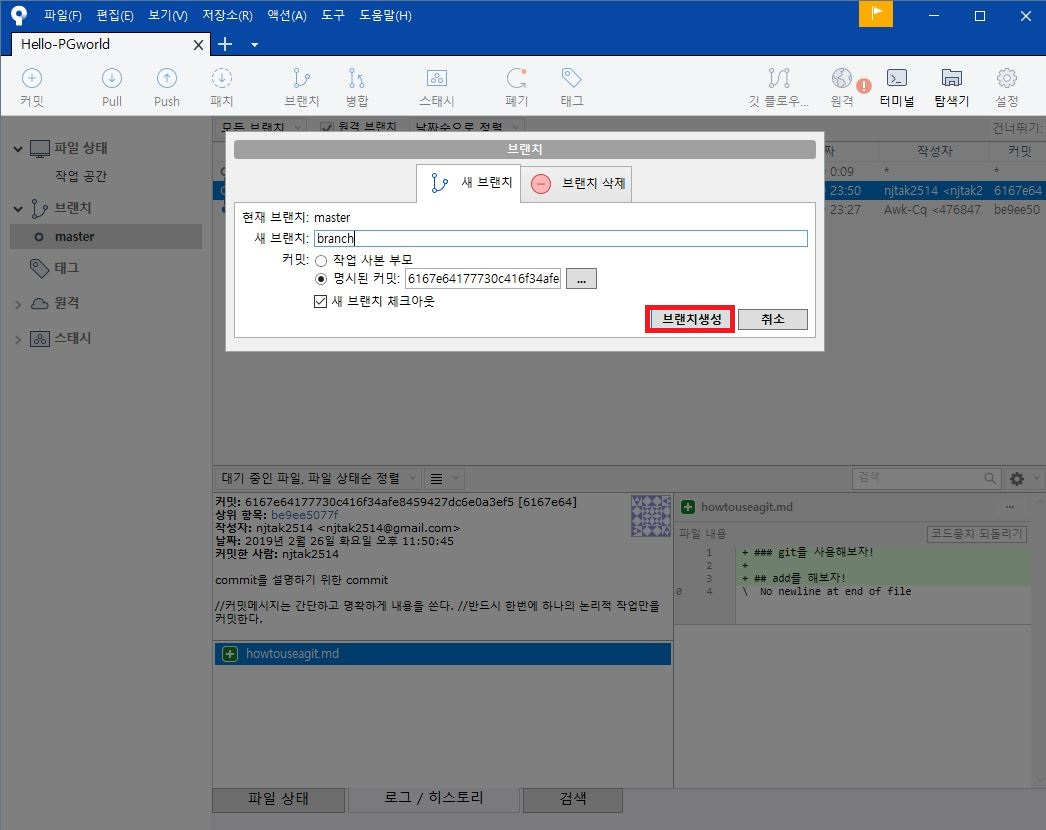 파일(F) 편집(E) 보기(V) 저장소(R) 액션(A) 도구 도움말(H)
Hello-PGworld
커밋 Pull Push 패치 브랜치 병합 스태시 폐기 태그 깃 플로우... 원격 터미널 탐색기 설정
모든 브랜치 원격 브랜치 날짜순으로 정렬 건너뛰기:
짜 작성자 커밋
0:09 * *
23:50 njtak2514 <njtak2 6167e64
23:27 Awk-Cq <476847. be9ee50
파일 상태
작업 공간
브랜치
master
태그
원격
스태시
브랜치
새 브랜치 브랜치 삭제
현재 브랜치: master
새 브랜치: branch
커밋: 작업 사본 부모
명시된 커밋: 6167e64177730c416f34afe ...
새 브랜치 체크아웃
브랜치생성 취소
대기 중인 파일, 파일 상태순 정렬 검색
커밋: 6167e64177730c416f34afe8459427dc6e0a3ef5 [6167e64]
상위 항목: be9ee5077f
작성자: njtak2514 <njtak2514@gmail.com>
날짜: 2019년 2월 26일 화요일 오후 11:50:45
커밋한 사람: njtak2514
commit을 설명하기 위한 commit
//커밋메시지는 간단하고 명확하게 내용을 쓴다. //반드시 한번에 하나의 논리적 작업만을
커밋한다.
howtouseagit.md
howtouseagit.md ...
파일 내용 코드뭉치 되돌리기
1 + ### git을 사용해보자!
2 +
3 + ## add를 해보자!
0 4 \ No newline at end of file
파일 상태 로그 / 히스토리 검색